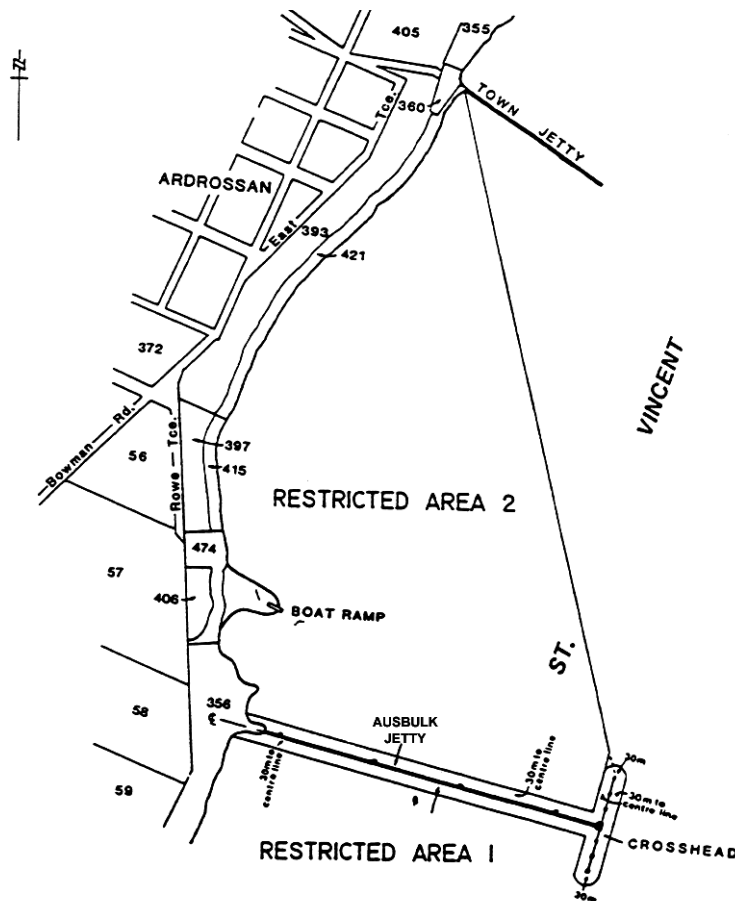 405
355
N
360
Tce.
TOWN JETTY
ARDROSSAN
East
393
421
372
VINCENT
Bowman Rd.
56
Rowe Tce.
397
415
RESTRICTED AREA 2
474
57
406
BOAT RAMP
ST.
356
58
AUSBULK
JETTY
30m to
centre line
30m to
centre line
30m
30m to
centre line
59
CROSSHEAD
RESTRICTED AREA 1
30m